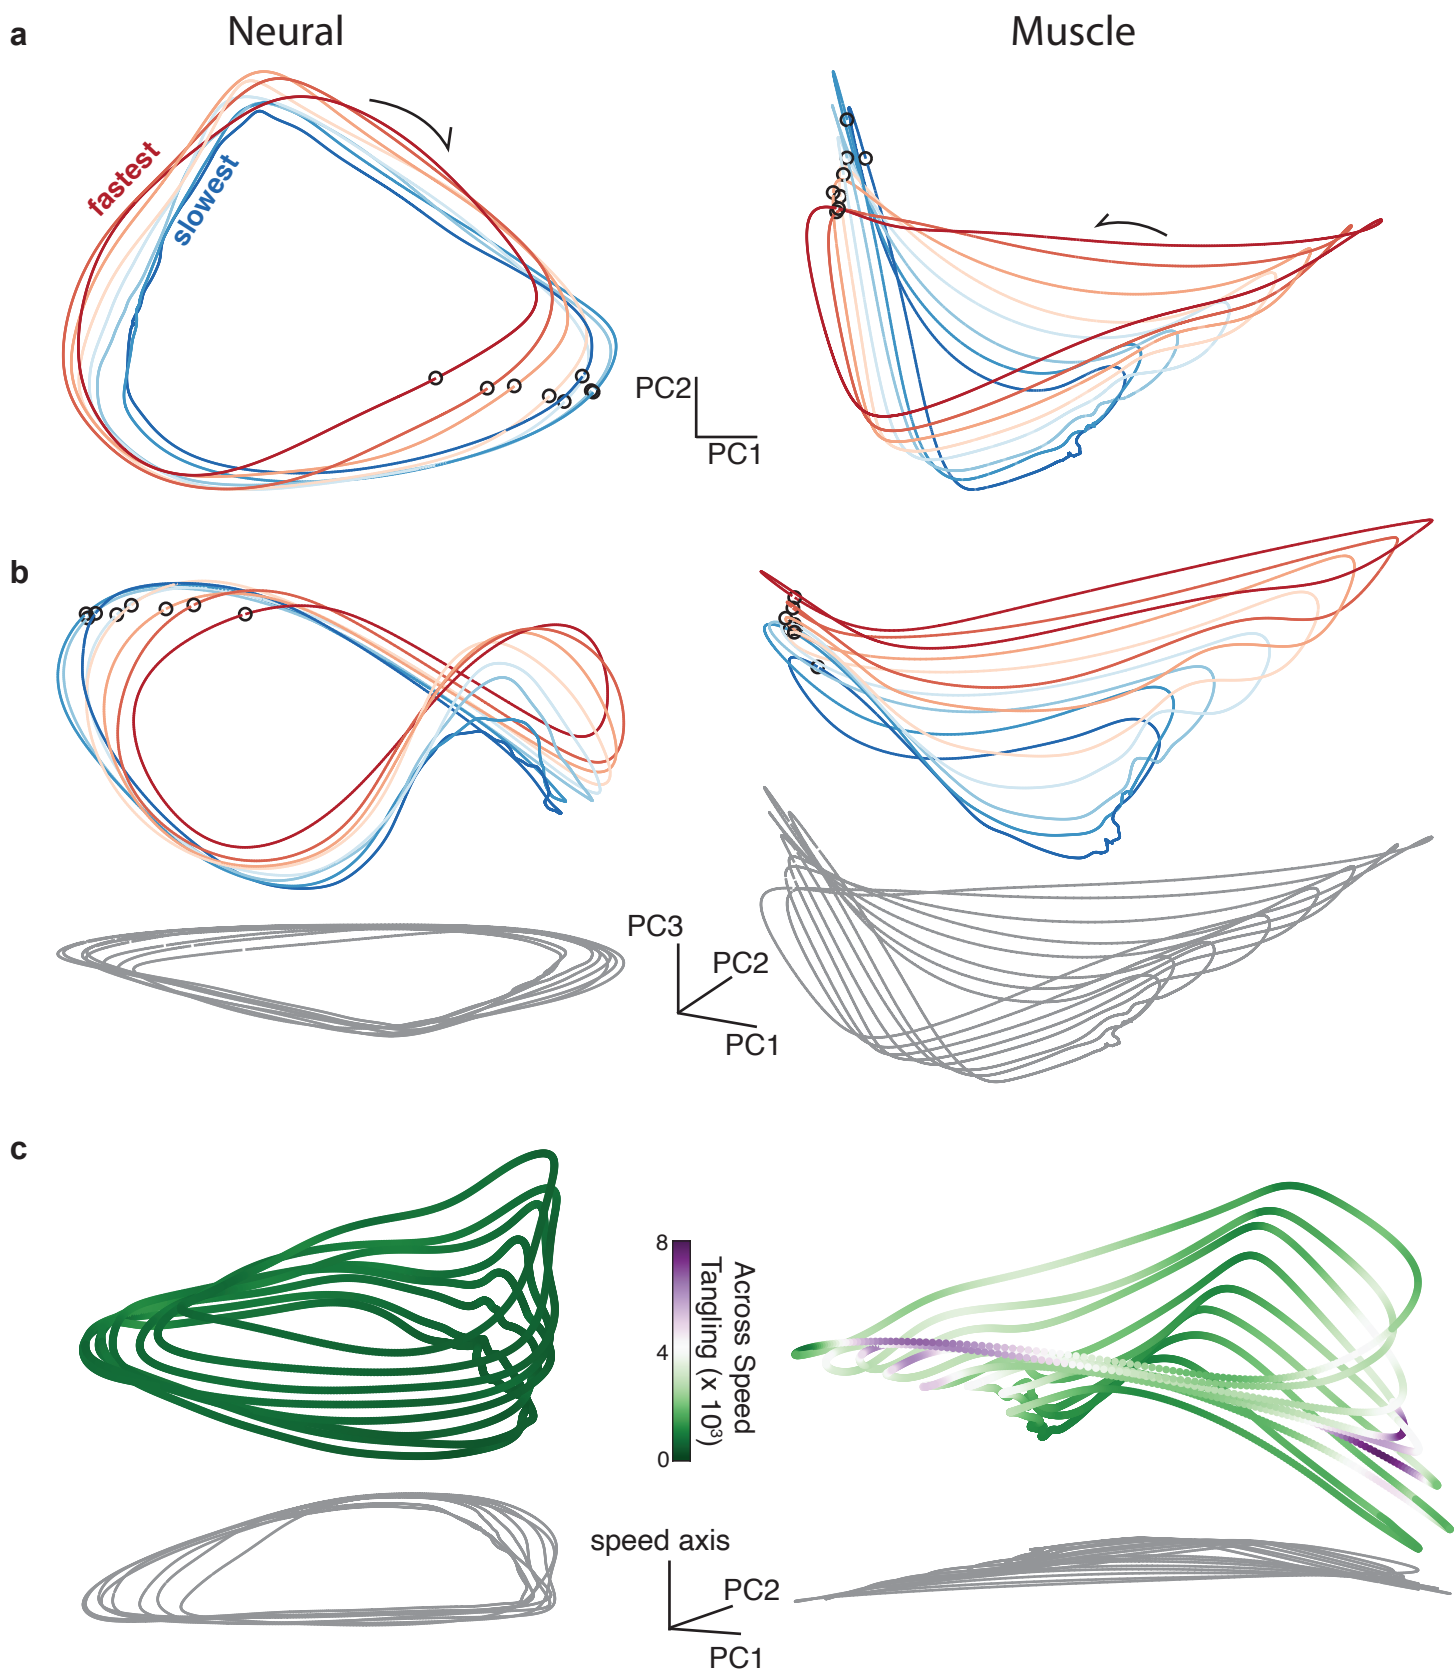 a
Neural
Muscle
fastest
slowest
PC2
PC1
b
PC3
PC2
PC1
c
8
4
0
Across Speed
Tangling (x 10³)
speed axis
PC2
PC1